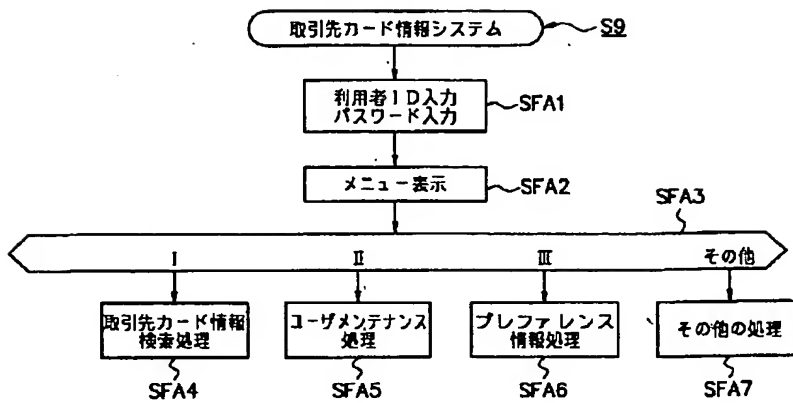 取引先カード情報システム
S9
利用者ID入力
パスワード入力
SFA1
メニュー表示
SFA2
SFA3
I
II
III
その他
取引先カード情報
検索処理
ユーザメンテナンス
処理
プレファレンス
情報処理
その他の処理
SFA4
SFA5
SFA6
SFA7